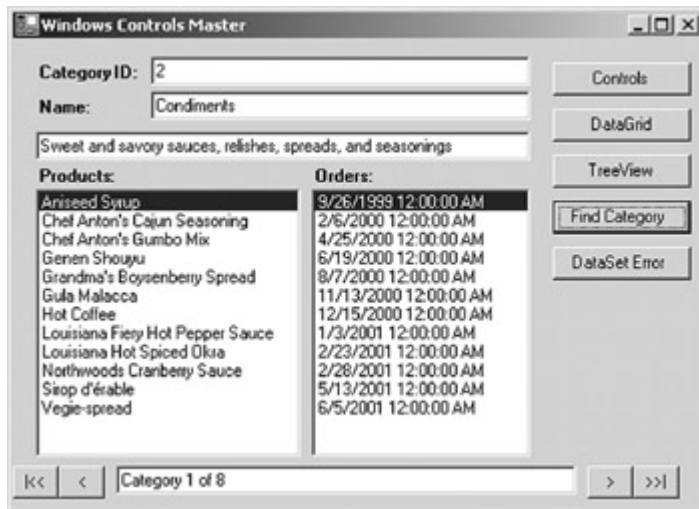 Windows Controls Master
Category ID: 2
Name: Condiments
Sweet and savory sauces, relishes, spreads, and seasonings
Products:
Aniseed Syrup
Chef Anton's Cajun Seasoning
Chef Anton's Gumbo Mix
Genen Shouyu
Grandma's Boysenberry Spread
Gula Malacca
Hot Coffee
Louisiana Fiery Hot Pepper Sauce
Louisiana Hot Spiced Okra
Northwoods Cranberry Sauce
Sirop d'érable
Vegie-spread
Orders:
9/26/1999 12:00:00 AM
2/6/2000 12:00:00 AM
4/25/2000 12:00:00 AM
6/19/2000 12:00:00 AM
8/7/2000 12:00:00 AM
11/13/2000 12:00:00 AM
12/15/2000 12:00:00 AM
1/3/2001 12:00:00 AM
2/23/2001 12:00:00 AM
2/28/2001 12:00:00 AM
5/13/2001 12:00:00 AM
6/5/2001 12:00:00 AM
Controls
DataGrid
TreeView
Find Category
DataSet Error
|<< < Category 1 of 8 > >>|